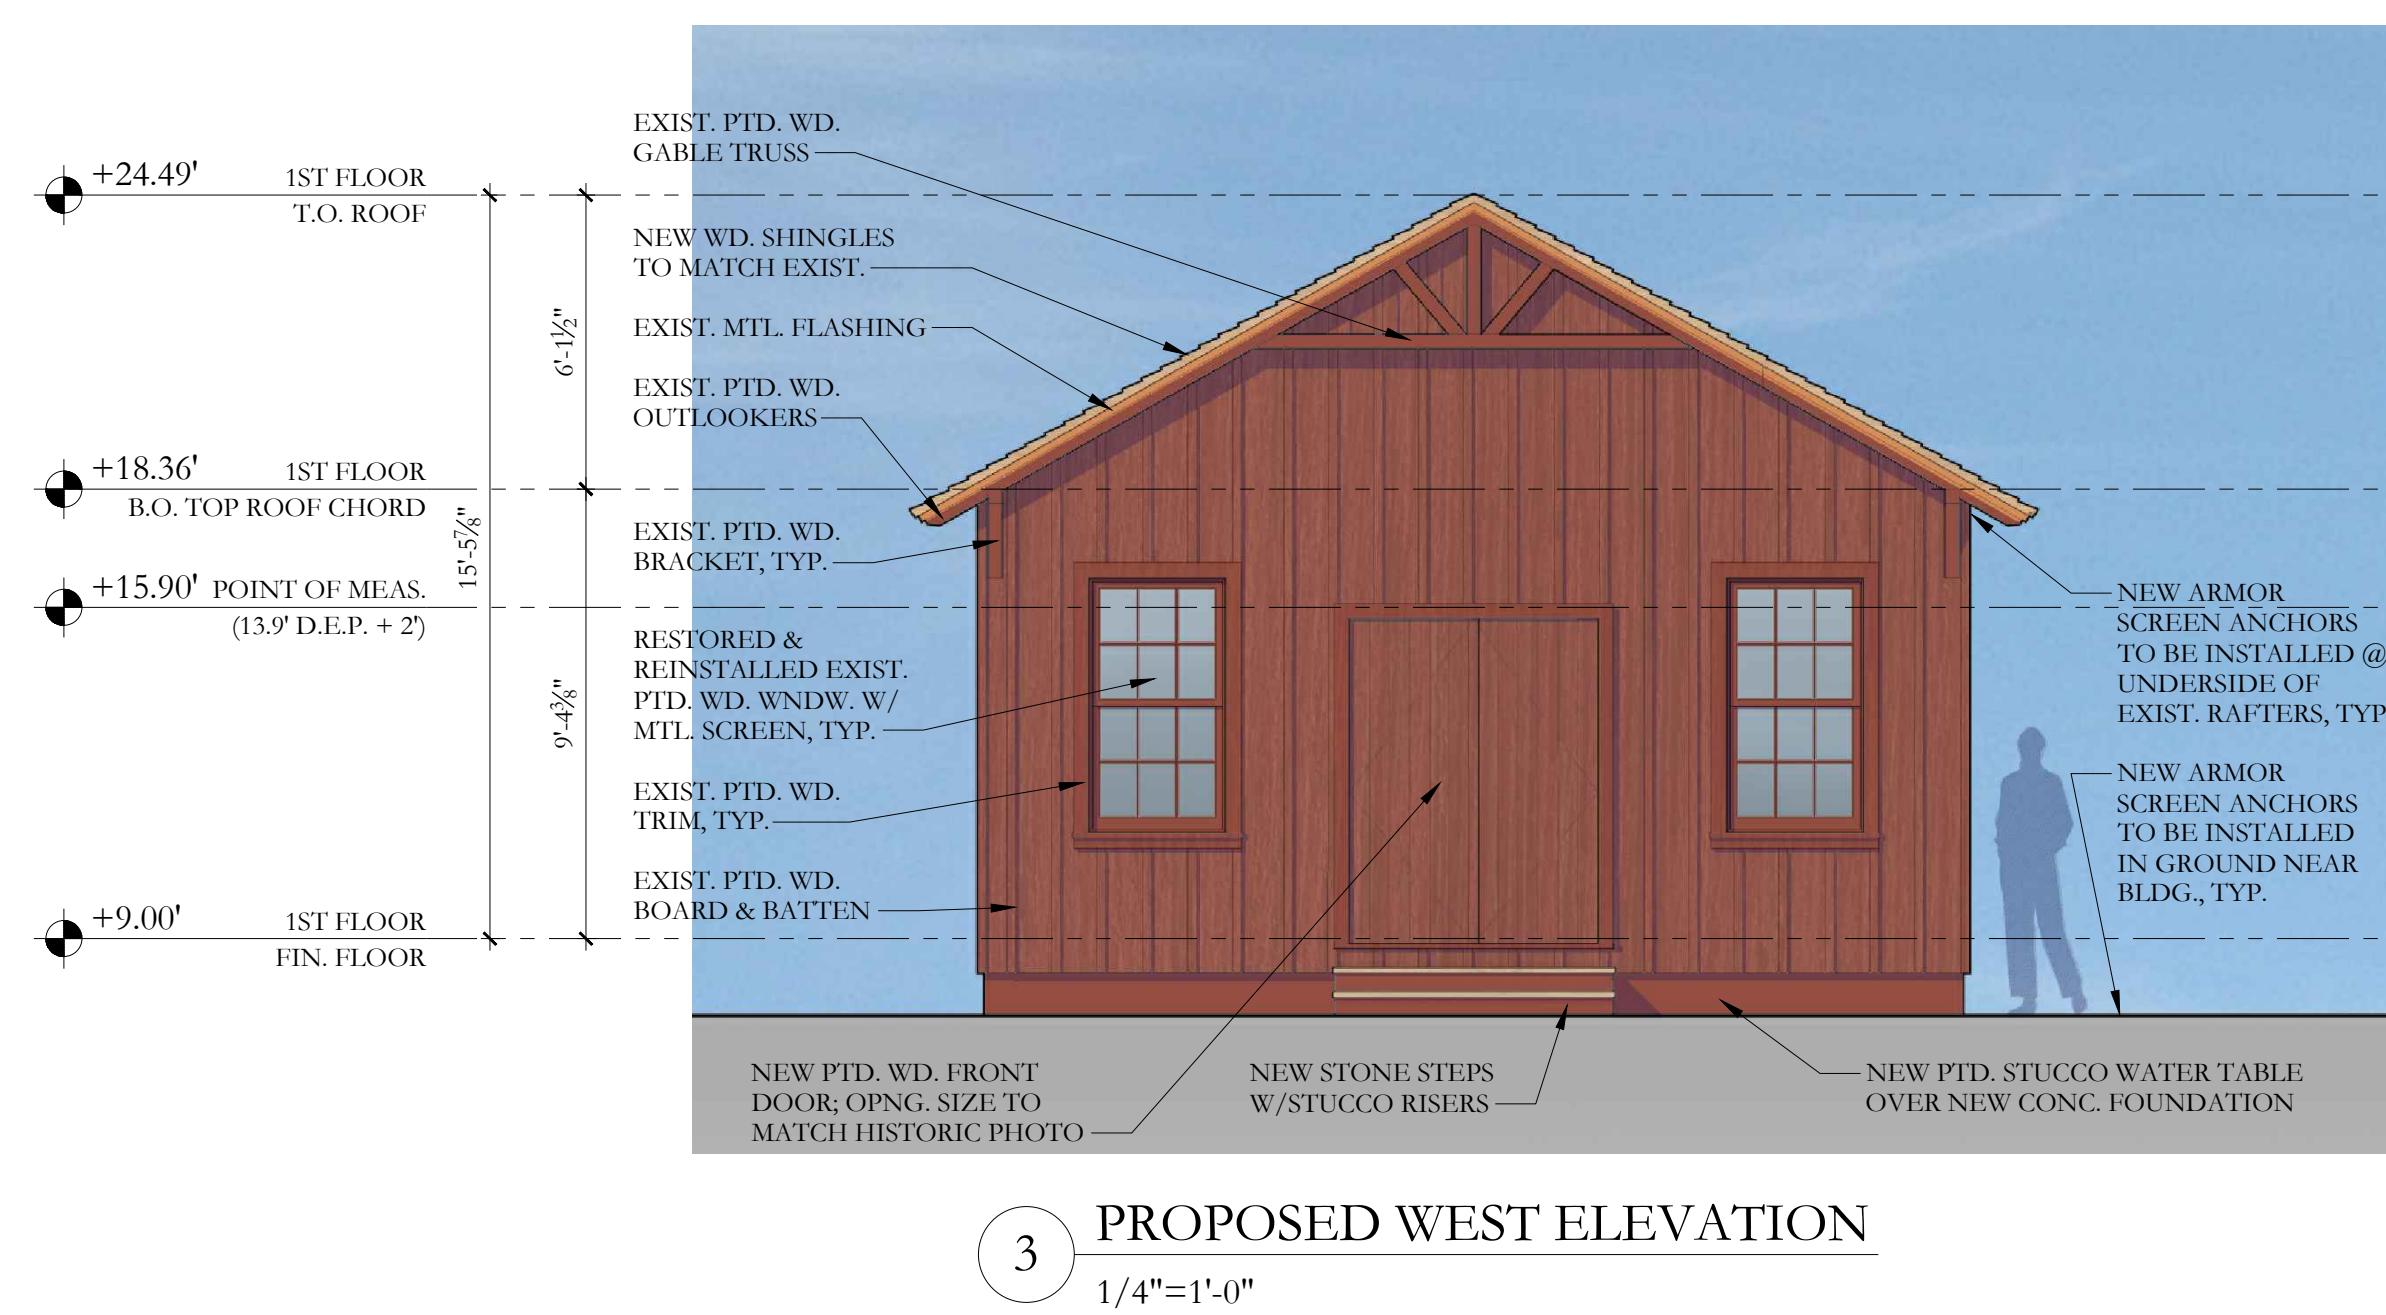 +24.49'
1ST FLOOR
T.O. ROOF
+18.36'
1ST FLOOR
B.O. TOP ROOF CHORD
+15.90'
POINT OF MEAS.
(13.9' D.E.P. + 2')
+9.00'
1ST FLOOR
FIN. FLOOR
15'-5⅞"
6'-1½"
9'-4⅜"
EXIST. PTD. WD.
GABLE TRUSS
NEW WD. SHINGLES
TO MATCH EXIST.
EXIST. MTL. FLASHING
EXIST. PTD. WD.
OUTLOOKERS
EXIST. PTD. WD.
BRACKET, TYP.
RESTORED &
REINSTALLED EXIST.
PTD. WD. WNDW. W/
MTL. SCREEN, TYP.
EXIST. PTD. WD.
TRIM, TYP.
EXIST. PTD. WD.
BOARD & BATTEN
NEW ARMOR
SCREEN ANCHORS
TO BE INSTALLED @
UNDERSIDE OF
EXIST. RAFTERS, TYP
NEW ARMOR
SCREEN ANCHORS
TO BE INSTALLED
IN GROUND NEAR
BLDG., TYP.
NEW PTD. WD. FRONT
DOOR; OPNG. SIZE TO
MATCH HISTORIC PHOTO
NEW STONE STEPS
W/STUCCO RISERS
NEW PTD. STUCCO WATER TABLE
OVER NEW CONC. FOUNDATION
3
PROPOSED WEST ELEVATION
1/4"=1'-0"